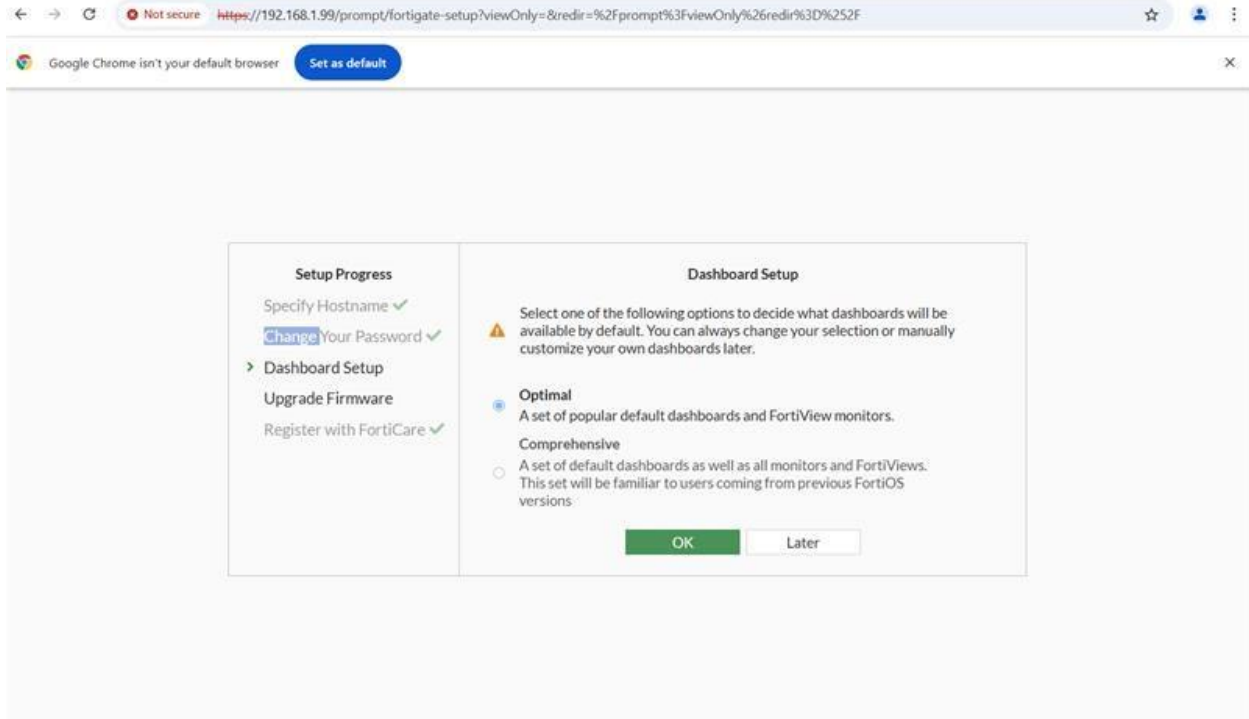 Not secure https://192.168.1.99/prompt/fortigate-setup?viewOnly=&redir=%2Fprompt%3FviewOnly%26redir%3D%252F
Google Chrome isn't your default browser Set as default
Setup Progress
Specify Hostname
Change Your Password
Dashboard Setup
Upgrade Firmware
Register with FortiCare
Dashboard Setup
Select one of the following options to decide what dashboards will be
available by default. You can always change your selection or manually
customize your own dashboards later.
Optimal
A set of popular default dashboards and FortiView monitors.
Comprehensive
A set of default dashboards as well as all monitors and FortiViews.
This set will be familiar to users coming from previous FortiOS
versions
OK Later